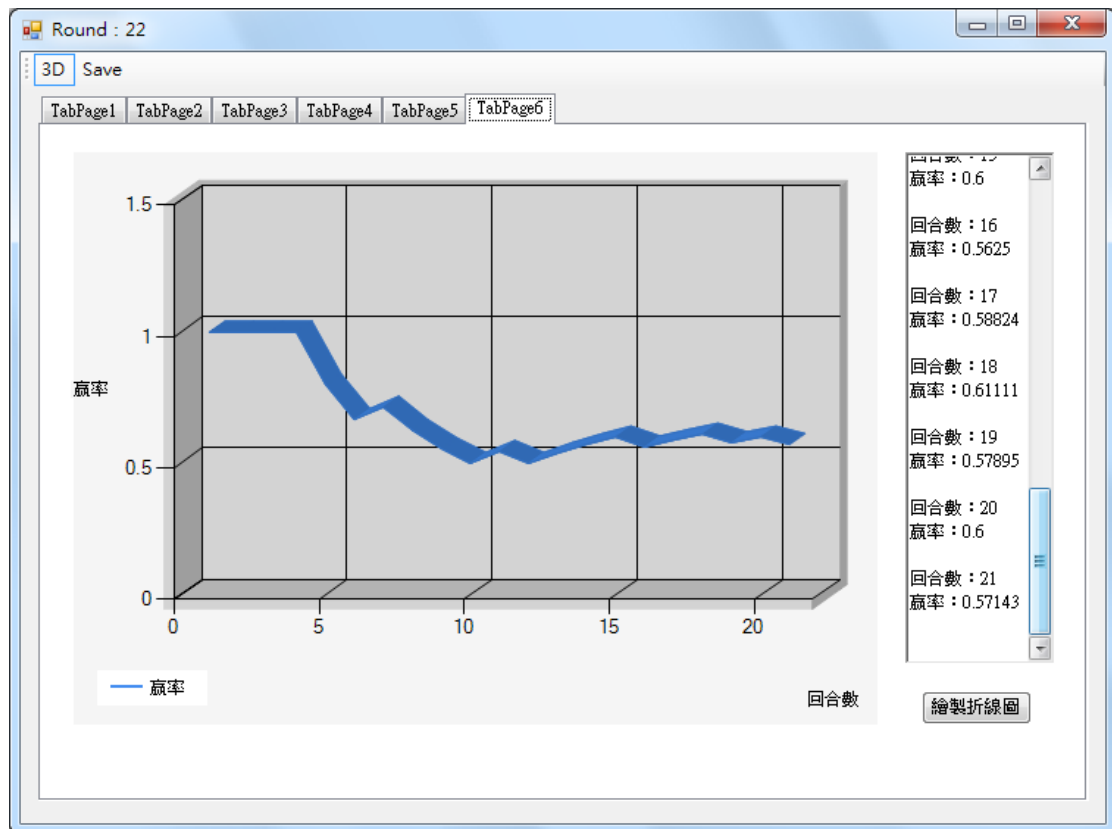 Round : 22
3D Save
TabPage1 TabPage2 TabPage3 TabPage4 TabPage5 TabPage6
1.5
1
0.5
0
贏率
0 5 10 15 20
贏率
回合數
贏率：0.6
回合數：16
贏率：0.5625
回合數：17
贏率：0.58824
回合數：18
贏率：0.61111
回合數：19
贏率：0.57895
回合數：20
贏率：0.6
回合數：21
贏率：0.57143
繪製折線圖